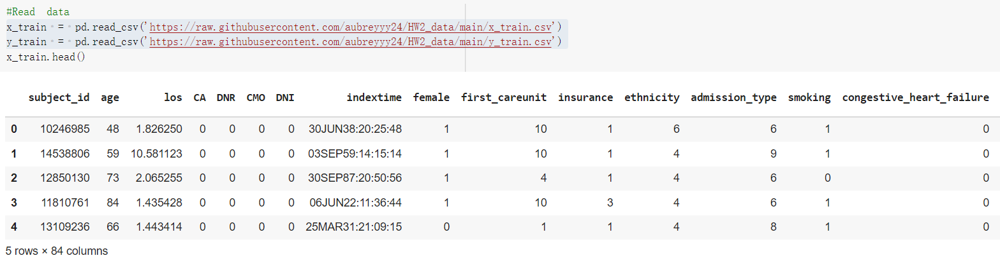 #Read data
x_train = pd.read_csv('https://raw.githubusercontent.com/aubreyyy24/HW2_data/main/x_train.csv')
y_train = pd.read_csv('https://raw.githubusercontent.com/aubreyyy24/HW2_data/main/y_train.csv')
x_train.head()
subject_id age los CA DNR CMO DNI indextime female first_careunit insurance ethnicity admission_type smoking congestive_heart_failure
0 10246985 48 1.826250 0 0 0 0 30JUN38:20:25:48 1 10 1 6 6 1 0
1 14538806 59 10.581123 0 0 0 0 03SEP59:14:15:14 1 10 1 4 9 1 0
2 12850130 73 2.065255 0 0 0 0 30SEP87:20:50:56 1 4 1 4 6 0 0
3 11810761 84 1.435428 0 0 0 0 06JUN22:11:36:44 1 10 3 4 6 1 0
4 13109236 66 1.443414 0 0 0 0 25MAR31:21:09:15 0 1 1 4 8 1 0
5 rows × 84 columns